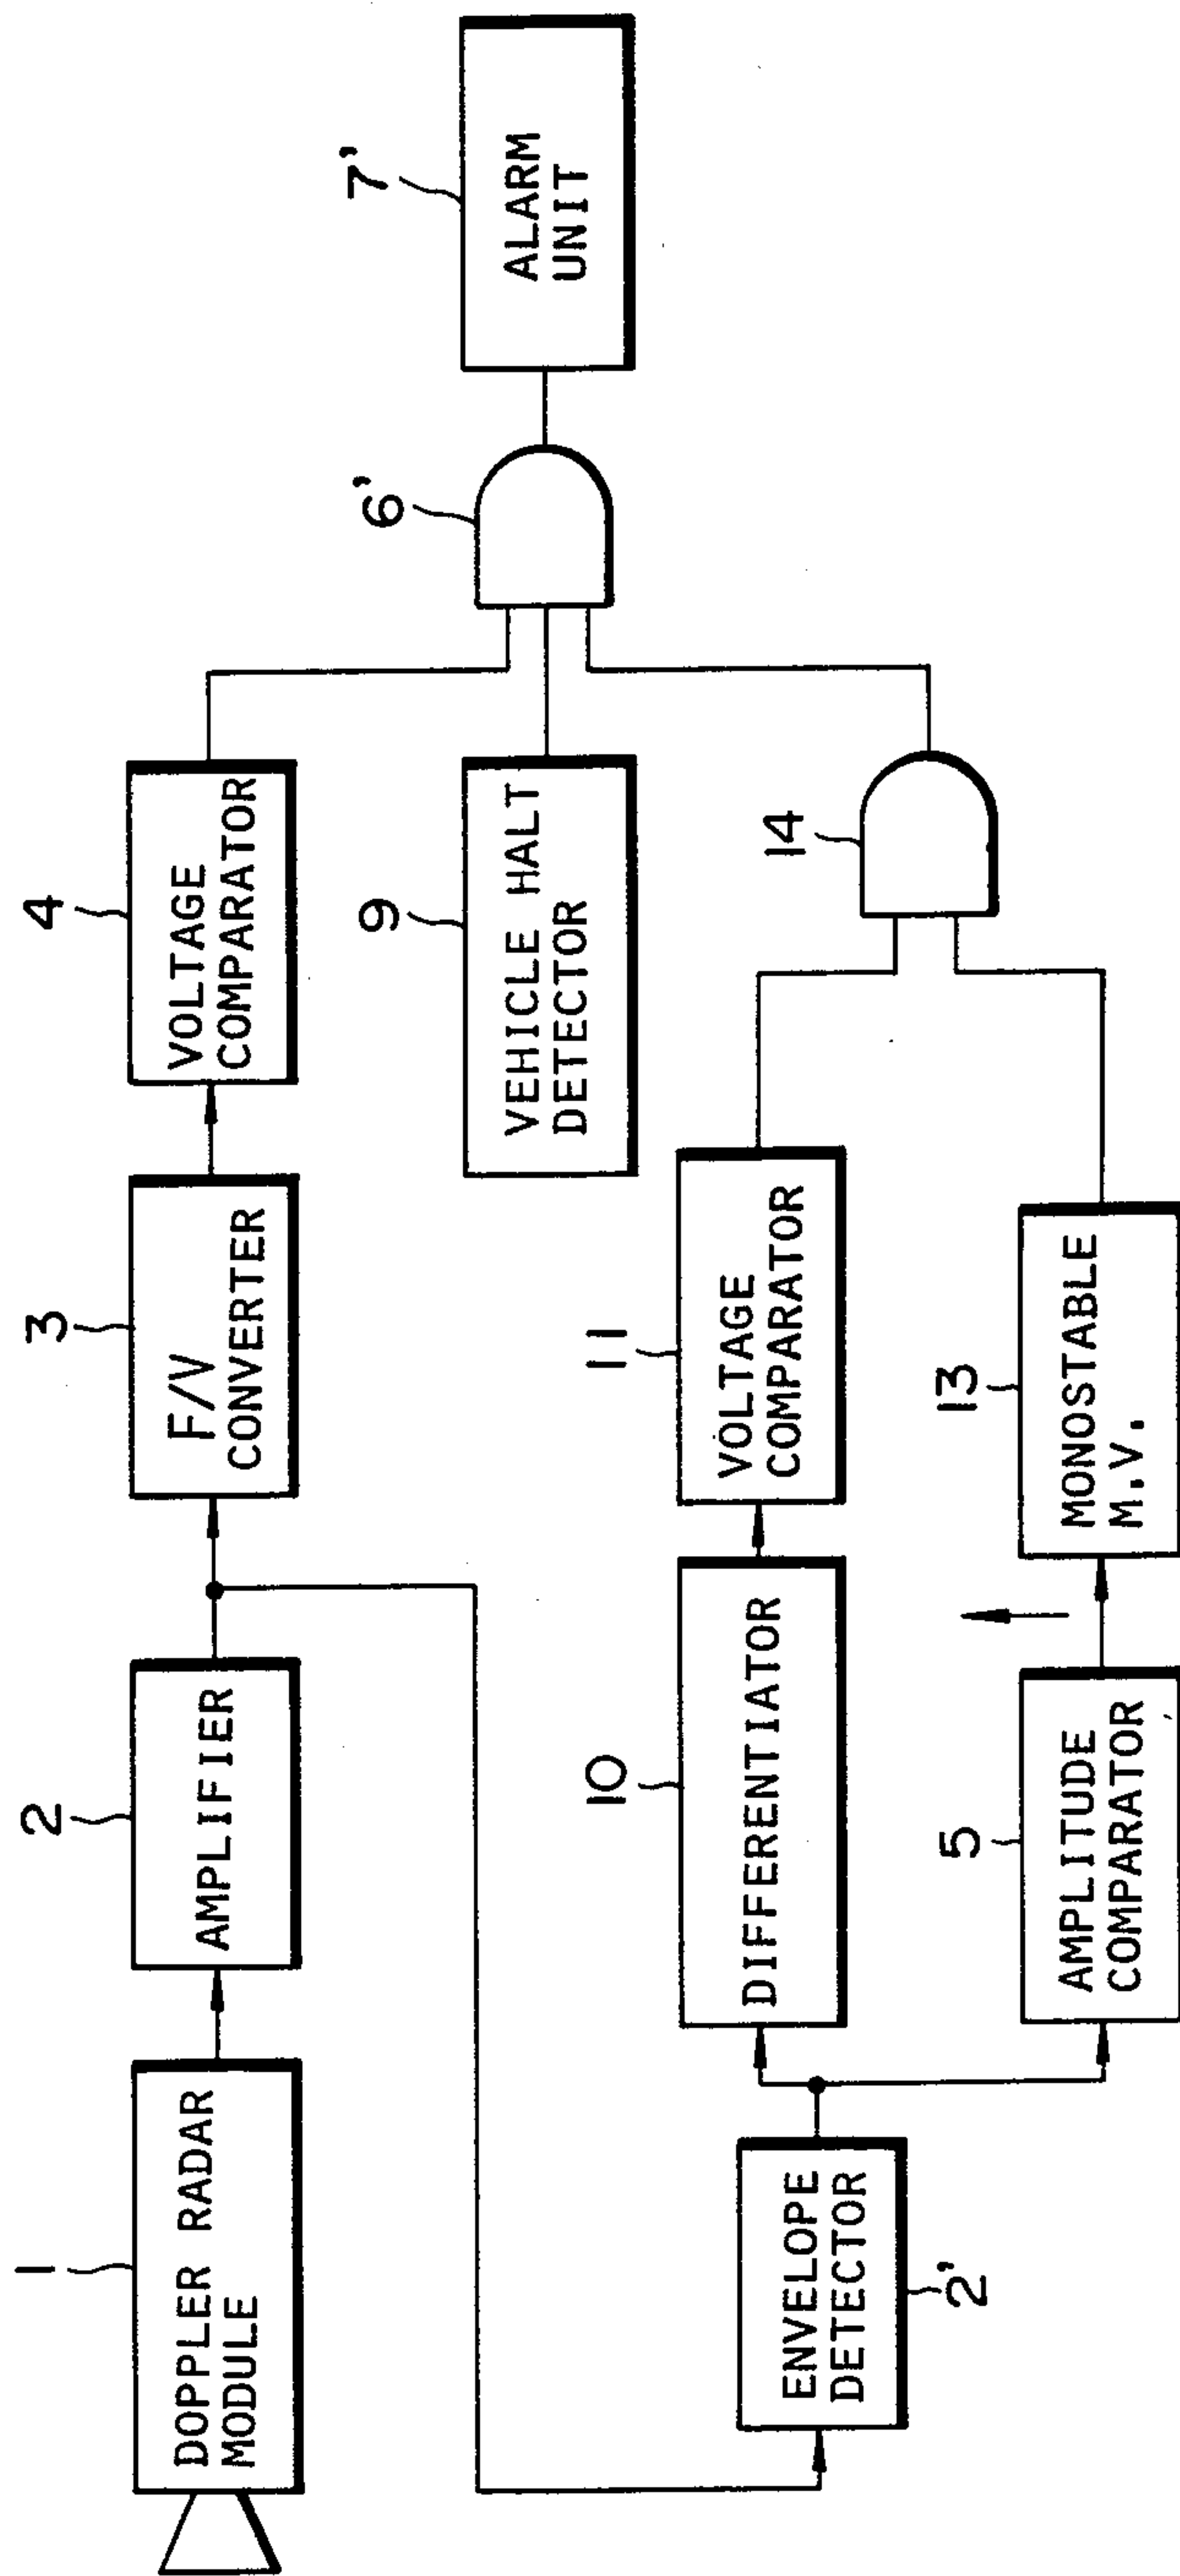 1
DOPPLER RADAR
MODULE
2
AMPLIFIER
3
F/V
CONVERTER
4
VOLTAGE
COMPARATOR
9
VEHICLE HALT
DETECTOR
6'
7'
ALARM
UNIT
2'
ENVELOPE
DETECTOR
10
DIFFERENTIATOR
11
VOLTAGE
COMPARATOR
5
AMPLITUDE
COMPARATOR
13
MONOSTABLE
M.V.
14